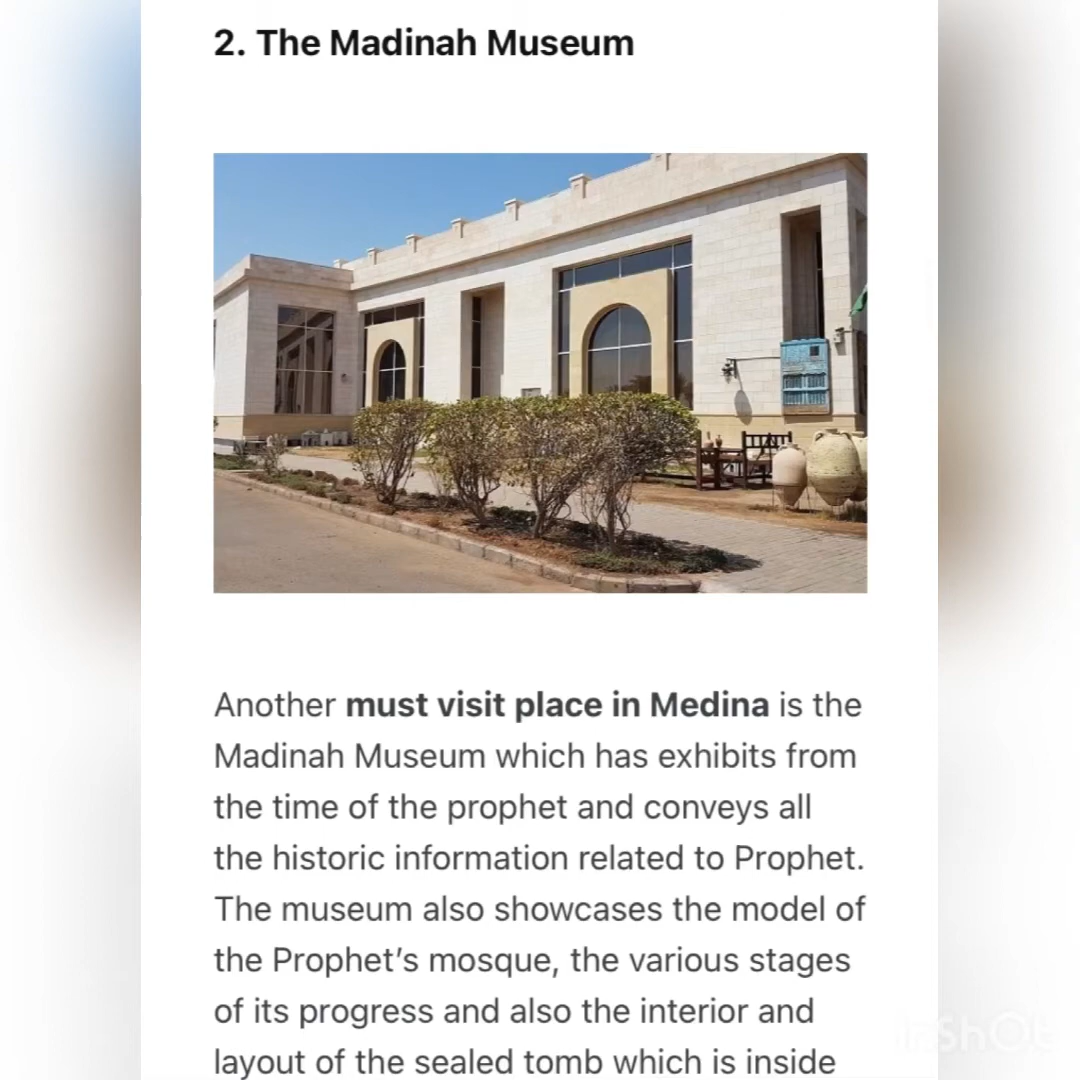 2. The Madinah Museum
Another must visit place in Medina is the
Madinah Museum which has exhibits from
the time of the prophet and conveys all
the historic information related to Prophet.
The museum also showcases the model of
the Prophet’s mosque, the various stages
of its progress and also the interior and
layout of the sealed tomb which is inside